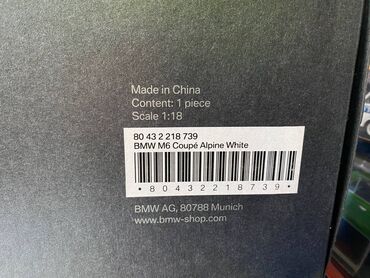 Made in China
Content: 1 piece
Scale 1:18
80 43 2 218 739
BMW M6 Coupé Alpine White
* 8 0 4 3 2 2 1 8 7 3 9 *
BMW AG, 80788 Munich
www.bmw-shop.com